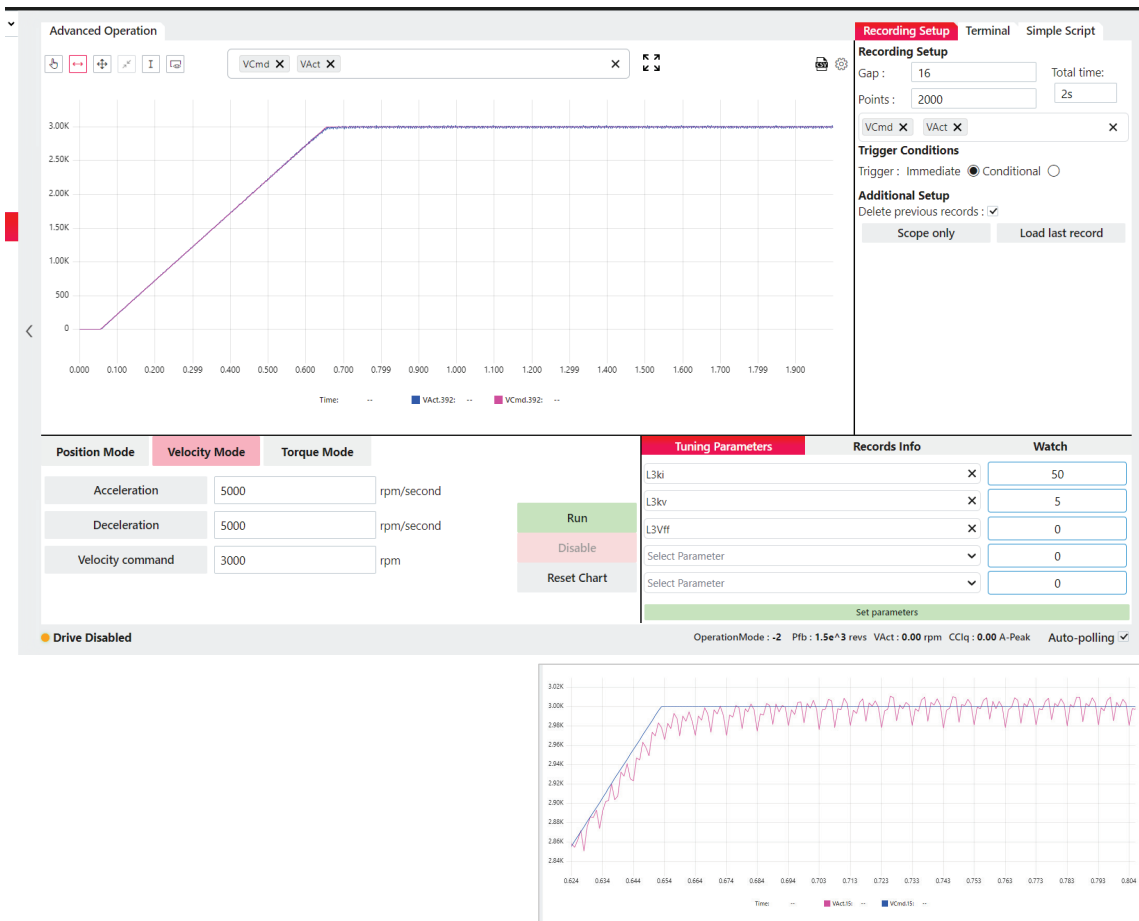 Advanced Operation
Recording Setup Terminal Simple Script
VCmd ✕ VAct ✕ ✕
CSV
Recording Setup
Gap : 16 Total time:
Points : 2000 2s
VCmd ✕ VAct ✕ ✕
Trigger Conditions
Trigger : Immediate Conditional
Additional Setup
Delete previous records :
Scope only Load last record
3.00K
2.50K
2.00K
1.50K
1.00K
500
0
0.000 0.100 0.200 0.299 0.400 0.500 0.600 0.700 0.799 0.900 1.000 1.100 1.200 1.299 1.400 1.500 1.600 1.700 1.799 1.900
Time: -- VAct.392: -- VCmd.392: --
Position Mode Velocity Mode Torque Mode
Acceleration 5000 rpm/second
Deceleration 5000 rpm/second
Velocity command 3000 rpm
Run
Disable
Reset Chart
Tuning Parameters Records Info Watch
L3ki ✕ 50
L3kv ✕ 5
L3Vff ✕ 0
Select Parameter 0
Select Parameter 0
Set parameters
Drive Disabled
OperationMode : -2 Pfb : 1.5e^3 revs VAct : 0.00 rpm CCIq : 0.00 A-Peak Auto-polling
3.02K
3.00K
2.98K
2.96K
2.94K
2.92K
2.90K
2.88K
2.86K
2.84K
0.624 0.634 0.644 0.654 0.664 0.674 0.684 0.694 0.703 0.713 0.723 0.733 0.743 0.753 0.763 0.773 0.783 0.793 0.804
Time: -- VAct.15: -- VCmd.15: --